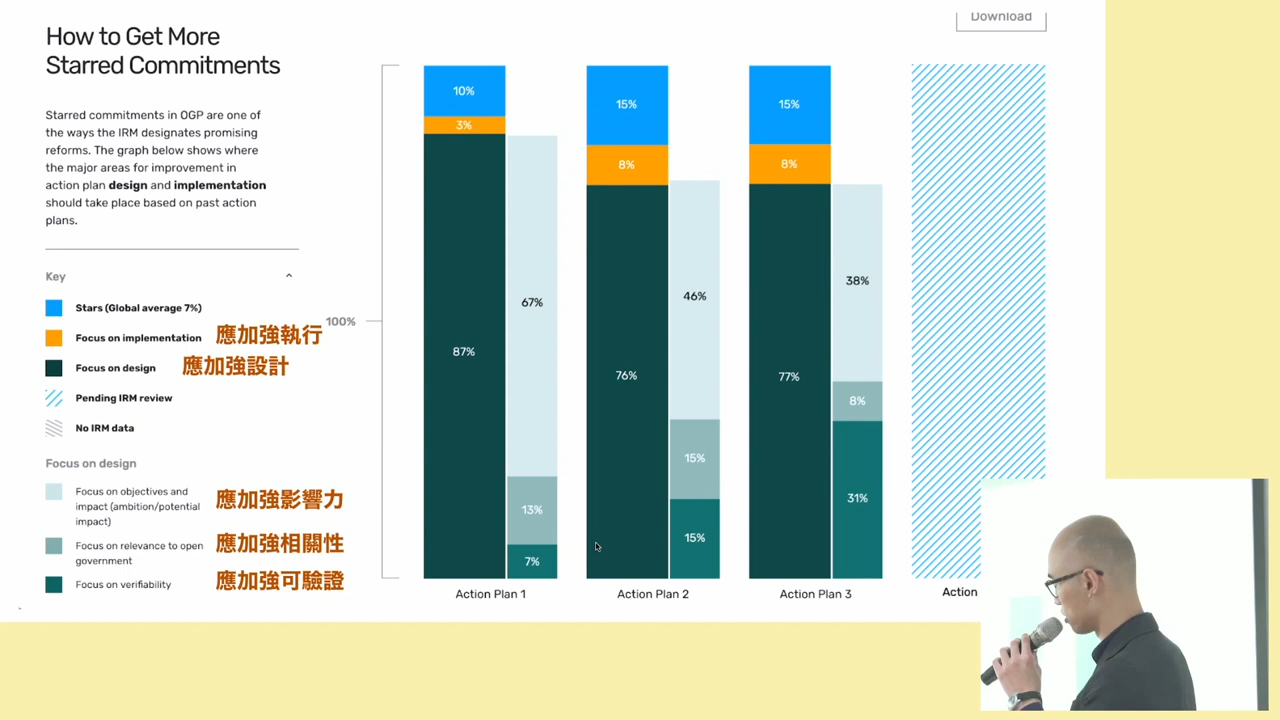 Download
How to Get More
Starred Commitments
Starred commitments in OGP are one of
the ways the IRM designates promising
reforms. The graph below shows where
the major areas for improvement in
action plan design and implementation
should take place based on past action
plans.
Key
Stars (Global average 7%)
Focus on implementation 應加強執行
Focus on design 應加強設計
Pending IRM review
No IRM data
Focus on design
Focus on objectives and
impact (ambition/potential
impact)
應加強影響力
Focus on relevance to open
government
應加強相關性
Focus on verifiability 應加強可驗證
100%
10%
3%
87%
67%
13%
7%
Action Plan 1
15%
8%
76%
46%
15%
15%
Action Plan 2
15%
8%
77%
38%
8%
31%
Action Plan 3
Action